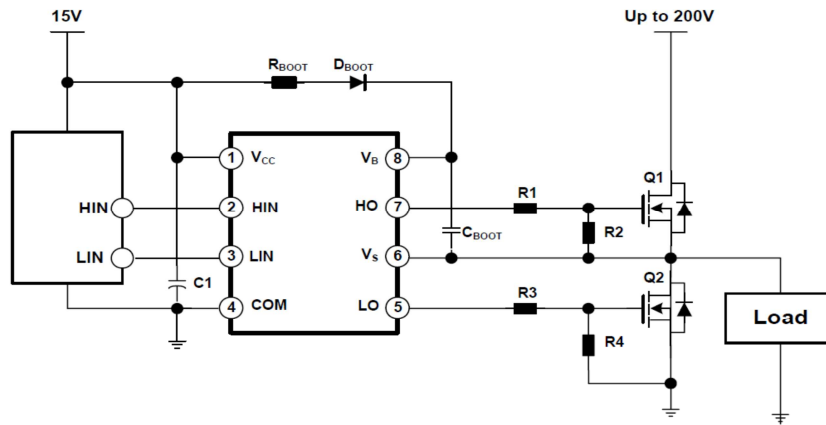 15V
Up to 200V
RBOOT
DBOOT
1
VCC
VB
8
Q1
HIN
2
HIN
HO
7
R1
R2
CBOOT
LIN
3
LIN
VS
6
C1
Q2
R3
4
COM
LO
5
R4
Load